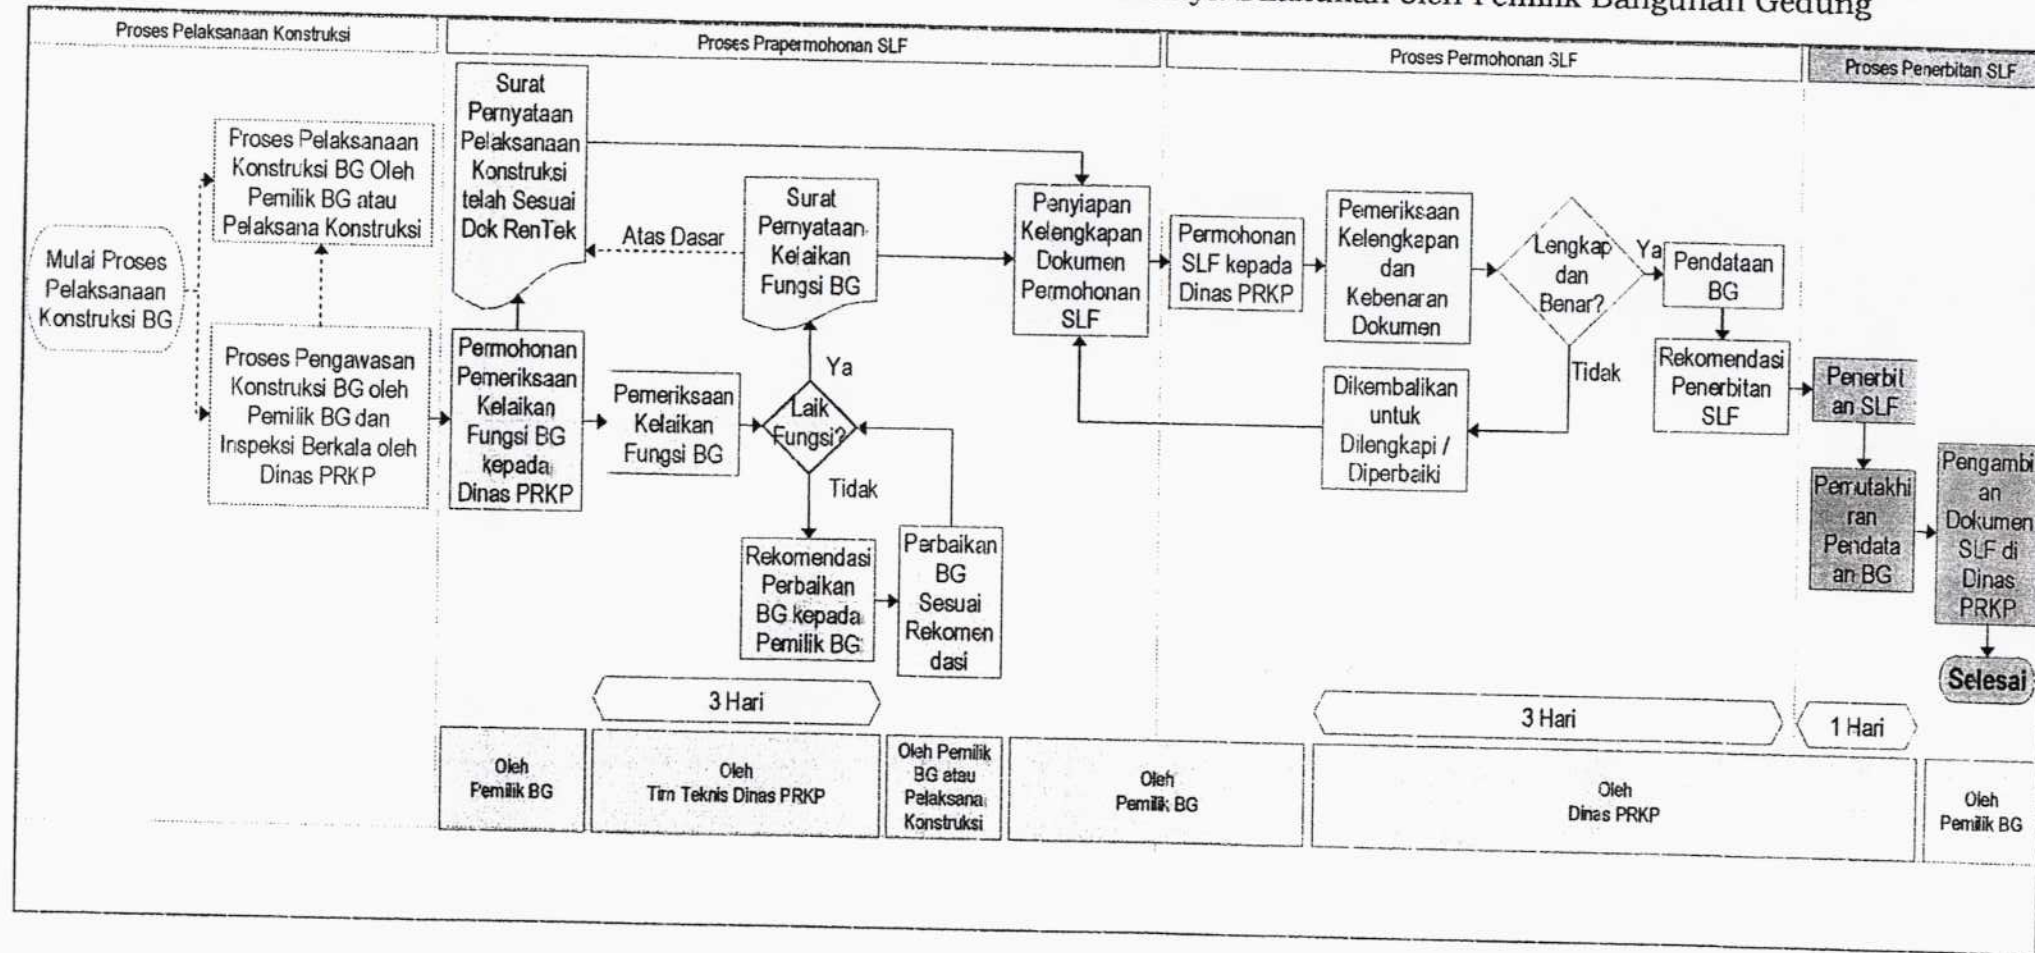 oleh Pemilik Bangunan Gedung
Proses Pelaksanaan Konstruksi
Proses Prapermohonan SLF
Proses Permohonan SLF
Proses Penerbitan SLF
Mulai Proses
Pelaksanaan
Konstruksi BG
Proses Pelaksanaan
Konstruksi BG Oleh
Pemilik BG atau
Pelaksana Konstruksi
Proses Pengawasan
Konstruksi BG oleh
Pemilik BG dan
Inspeksi Berkala oleh
Dinas PRKP
Surat
Pernyataan
Pelaksanaan
Konstruksi
telah Sesuai
Dok RenTek
Permohonan
Pemeriksaan
Kelaikan
Fungsi BG
kepada
Dinas PRKP
Atas Dasar
Surat
Pernyataan
Kelaikan
Fungsi BG
Pemeriksaan
Kelaikan
Fungsi BG
Ya
Laik
Fungsi?
Tidak
Rekomendasi
Perbaikan
BG kepada
Pemilik BG
Perbaikan
BG
Sesuai
Rekomen
dasi
Penyiapan
Kelengkapan
Dokumen
Permohonan
SLF
Permohonan
SLF kepada
Dinas PRKP
Pemeriksaan
Kelengkapan
dan
Kebenaran
Dokumen
Lengkap
dan
Benar?
Ya
Tidak
Dikembalikan
untuk
Dilengkapi /
Diperbaiki
Pendataan
BG
Rekomendasi
Penerbitan
SLF
Penerbit
an SLF
Pemutakhi
ran
Pendata
an BG
Pengambi
an
Dokumen
SLF di
Dinas
PRKP
Selesai
3 Hari
3 Hari
1 Hari
Oleh
Pemilik BG
Oleh
Tim Teknis Dinas PRKP
Oleh Pemilik
BG atau
Pelaksana
Konstruksi
Oleh
Pemilik BG
Oleh
Dinas PRKP
Oleh
Pemilik BG